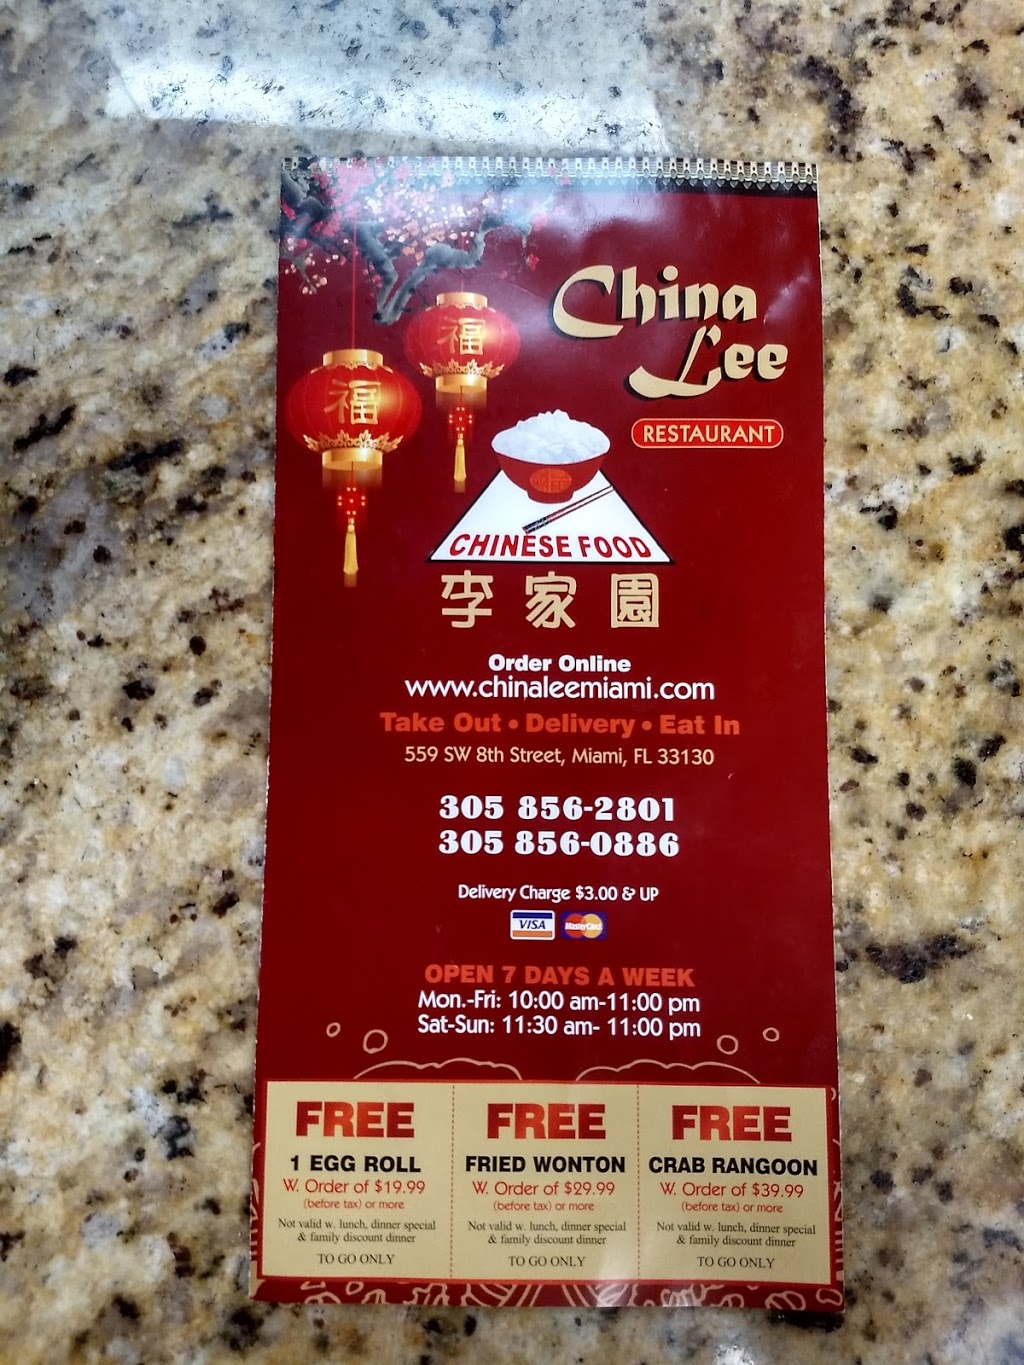 福
福
China
Lee
RESTAURANT
CHINESE FOOD
李家園
Order Online
www.chinaleemiami.com
Take Out • Delivery • Eat In
559 SW 8th Street, Miami, FL 33130
305 856-2801
305 856-0886
Delivery Charge $3.00 & UP
VISA MasterCard
OPEN 7 DAYS A WEEK
Mon.-Fri: 10:00 am-11:00 pm
Sat-Sun: 11:30 am- 11:00 pm
FREE
1 EGG ROLL
W. Order of $19.99
(before tax) or more
Not valid w. lunch, dinner special
& family discount dinner
TO GO ONLY
FREE
FRIED WONTON
W. Order of $29.99
(before tax) or more
Not valid w. lunch, dinner special
& family discount dinner
TO GO ONLY
FREE
CRAB RANGOON
W. Order of $39.99
(before tax) or more
Not valid w. lunch, dinner special
& family discount dinner
TO GO ONLY